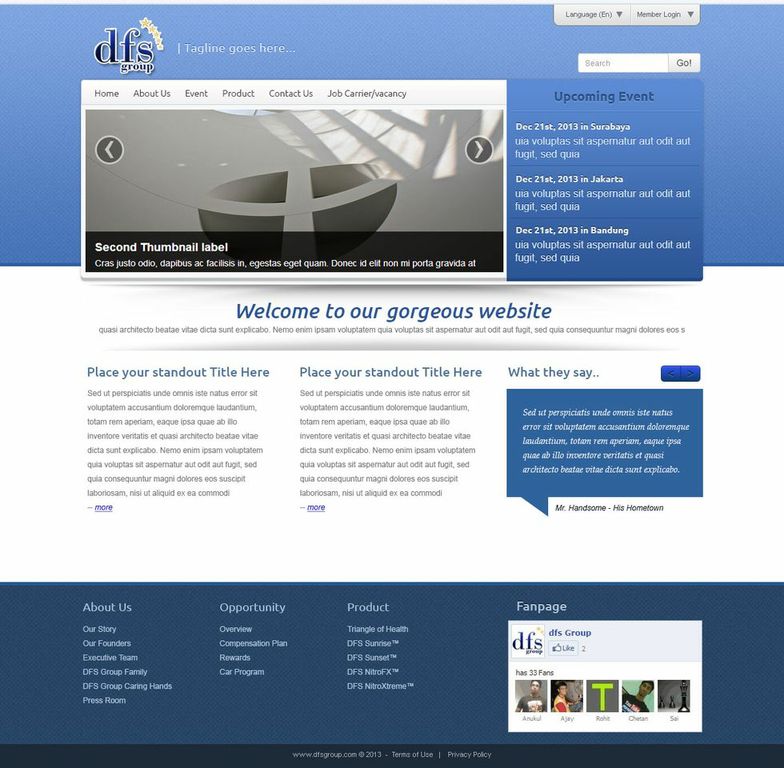 Language (En) Member Login
dfs
group
| Tagline goes here...
Search Go!
Home About Us Event Product Contact Us Job Carrier/vacancy
Second Thumbnail label
Cras justo odio, dapibus ac facilisis in, egestas eget quam. Donec id elit non mi porta gravida at
Upcoming Event
Dec 21st, 2013 in Surabaya
uia voluptas sit aspernatur aut odit aut
fugit, sed quia
Dec 21st, 2013 in Jakarta
uia voluptas sit aspernatur aut odit aut
fugit, sed quia
Dec 21st, 2013 in Bandung
uia voluptas sit aspernatur aut odit aut
fugit, sed quia
Welcome to our gorgeous website
quasi architecto beatae vitae dicta sunt explicabo. Nemo enim ipsam voluptatem quia voluptas sit aspernatur aut odit aut fugit, sed quia consequuntur magni dolores eos s
Place your standout Title Here
Sed ut perspiciatis unde omnis iste natus error sit
voluptatem accusantium doloremque laudantium,
totam rem aperiam, eaque ipsa quae ab illo
inventore veritatis et quasi architecto beatae vitae
dicta sunt explicabo. Nemo enim ipsam voluptatem
quia voluptas sit aspernatur aut odit aut fugit, sed
quia consequuntur magni dolores eos suscipit
laboriosam, nisi ut aliquid ex ea commodi
-- more
Place your standout Title Here
Sed ut perspiciatis unde omnis iste natus error sit
voluptatem accusantium doloremque laudantium,
totam rem aperiam, eaque ipsa quae ab illo
inventore veritatis et quasi architecto beatae vitae
dicta sunt explicabo. Nemo enim ipsam voluptatem
quia voluptas sit aspernatur aut odit aut fugit, sed
quia consequuntur magni dolores eos suscipit
laboriosam, nisi ut aliquid ex ea commodi
-- more
What they say.. < >
Sed ut perspiciatis unde omnis iste natus
error sit voluptatem accusantium doloremque
laudantium, totam rem aperiam, eaque ipsa
quae ab illo inventore veritatis et quasi
architecto beatae vitae dicta sunt explicabo.
Mr. Handsome - His Hometown
About Us
Our Story
Our Founders
Executive Team
DFS Group Family
DFS Group Caring Hands
Press Room
Opportunity
Overview
Compensation Plan
Rewards
Car Program
Product
Triangle of Health
DFS Sunrise™
DFS Sunset™
DFS NitroFX™
DFS NitroXtreme™
Fanpage
dfs
group
dfs Group
Like 2
has 33 Fans
T
Anukul Ajay Rohit Chetan Sai
www.dfsgroup.com © 2013 - Terms of Use | Privacy Policy